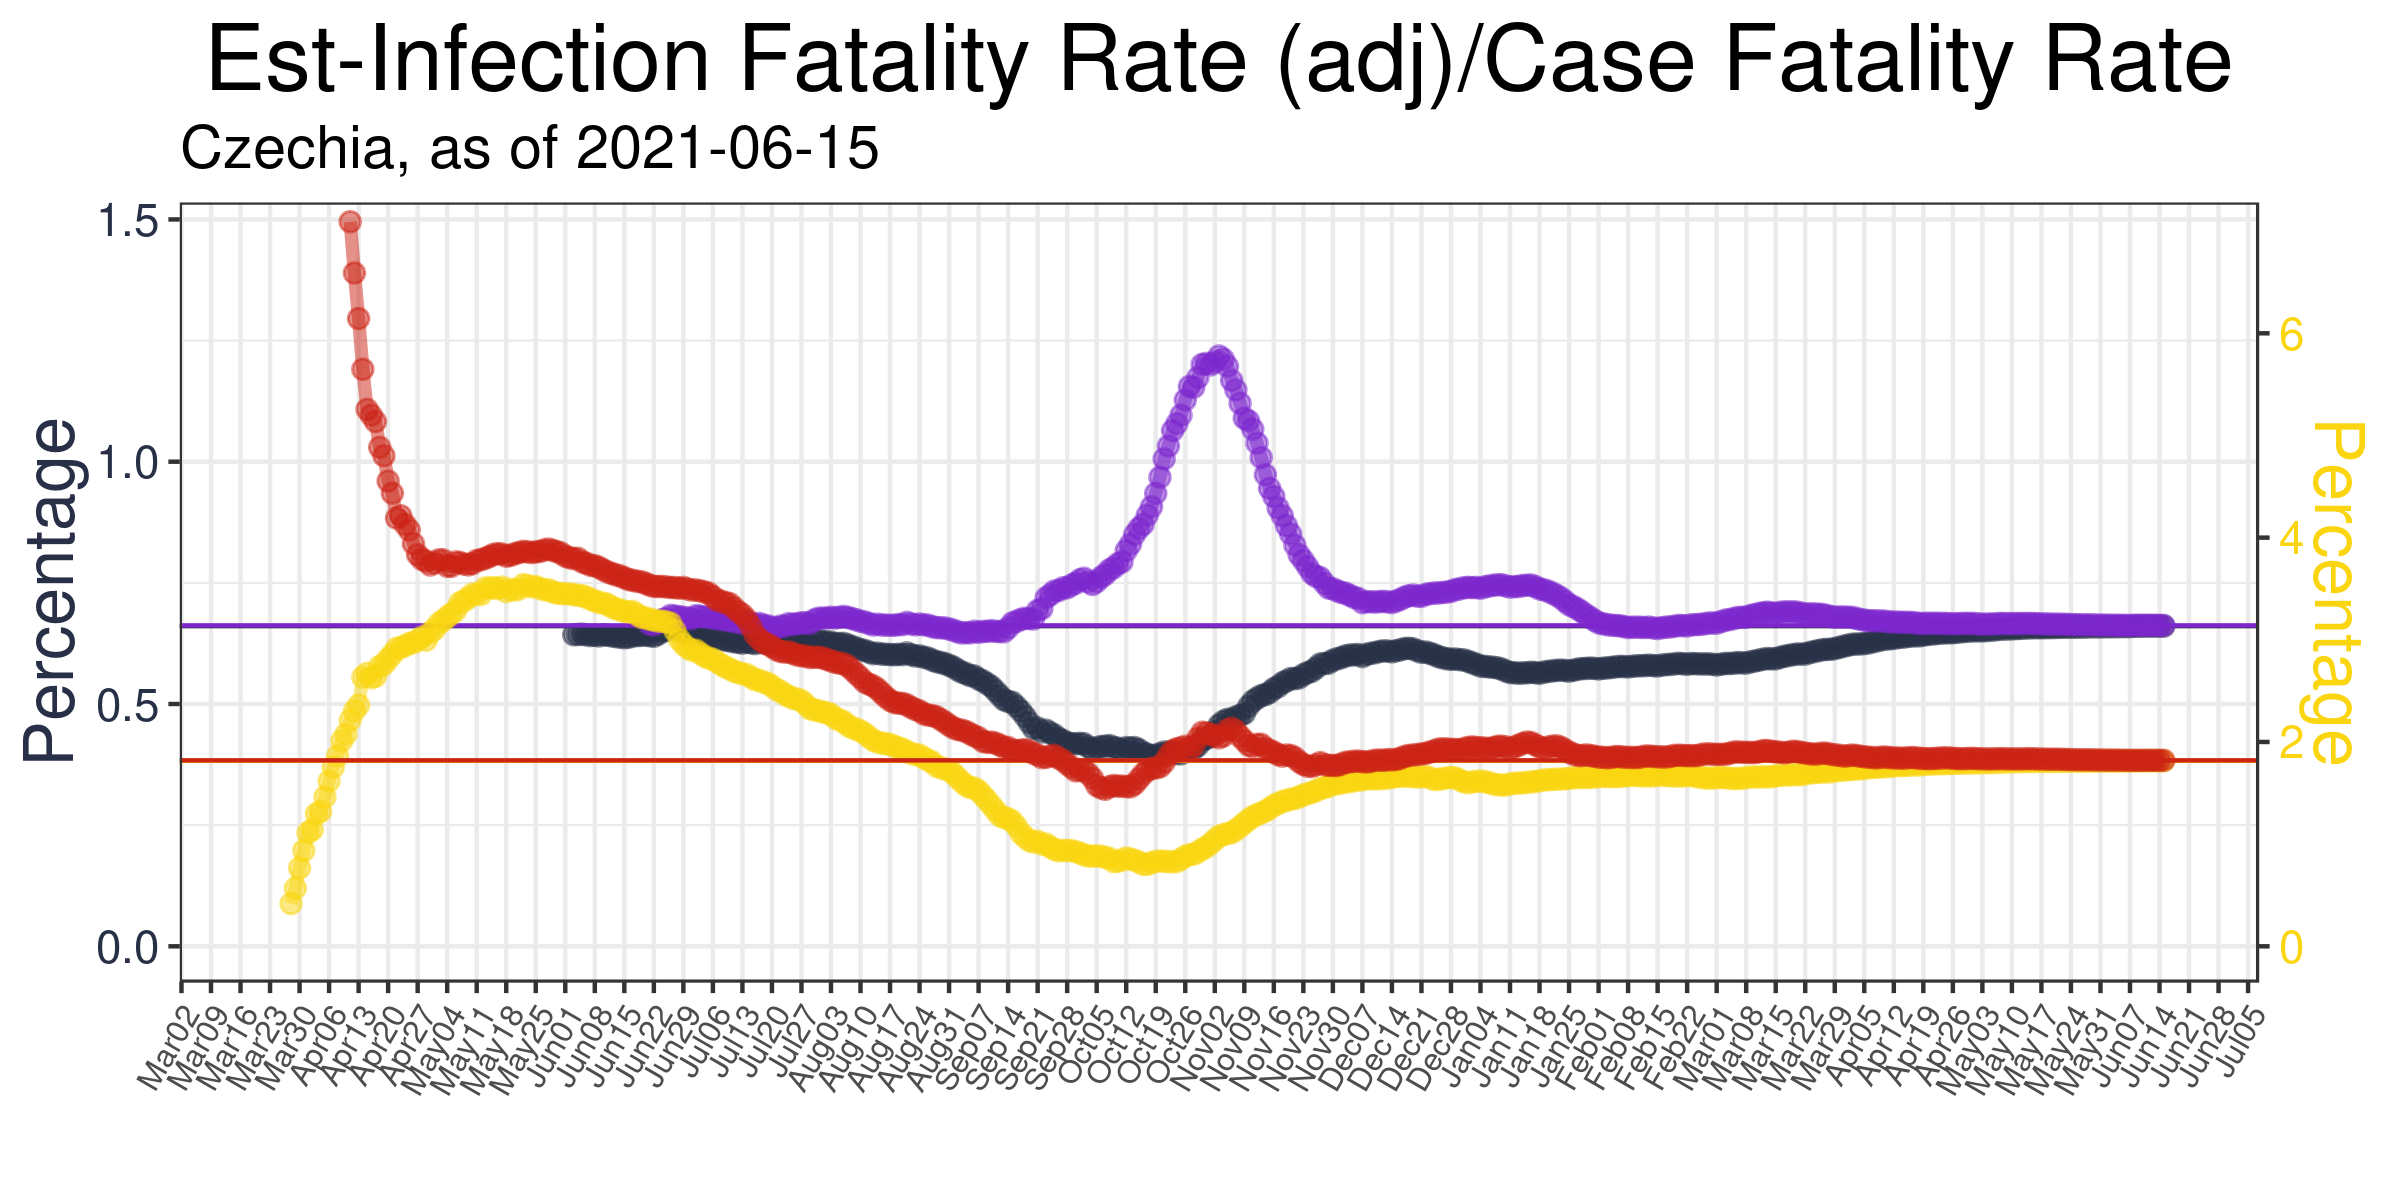 Est-Infection Fatality Rate (adj)/Case Fatality Rate
Czechia, as of 2021-06-15
Percentage
1.5
1.0
0.5
0.0
6
4
2
0
Percentage
Mar02
Mar09
Mar16
Mar23
Mar30
Apr06
Apr13
Apr20
Apr27
May04
May11
May18
May25
Jun01
Jun08
Jun15
Jun22
Jun29
Jul06
Jul13
Jul20
Jul27
Aug03
Aug10
Aug17
Aug24
Aug31
Sep07
Sep14
Sep21
Sep28
Oct05
Oct12
Oct19
Oct26
Nov02
Nov09
Nov16
Nov23
Nov30
Dec07
Dec14
Dec21
Dec28
Jan04
Jan11
Jan18
Jan25
Feb01
Feb08
Feb15
Feb22
Mar01
Mar08
Mar15
Mar22
Mar29
Apr05
Apr12
Apr19
Apr26
May03
May10
May17
May24
May31
Jun07
Jun14
Jun21
Jun28
Jul05